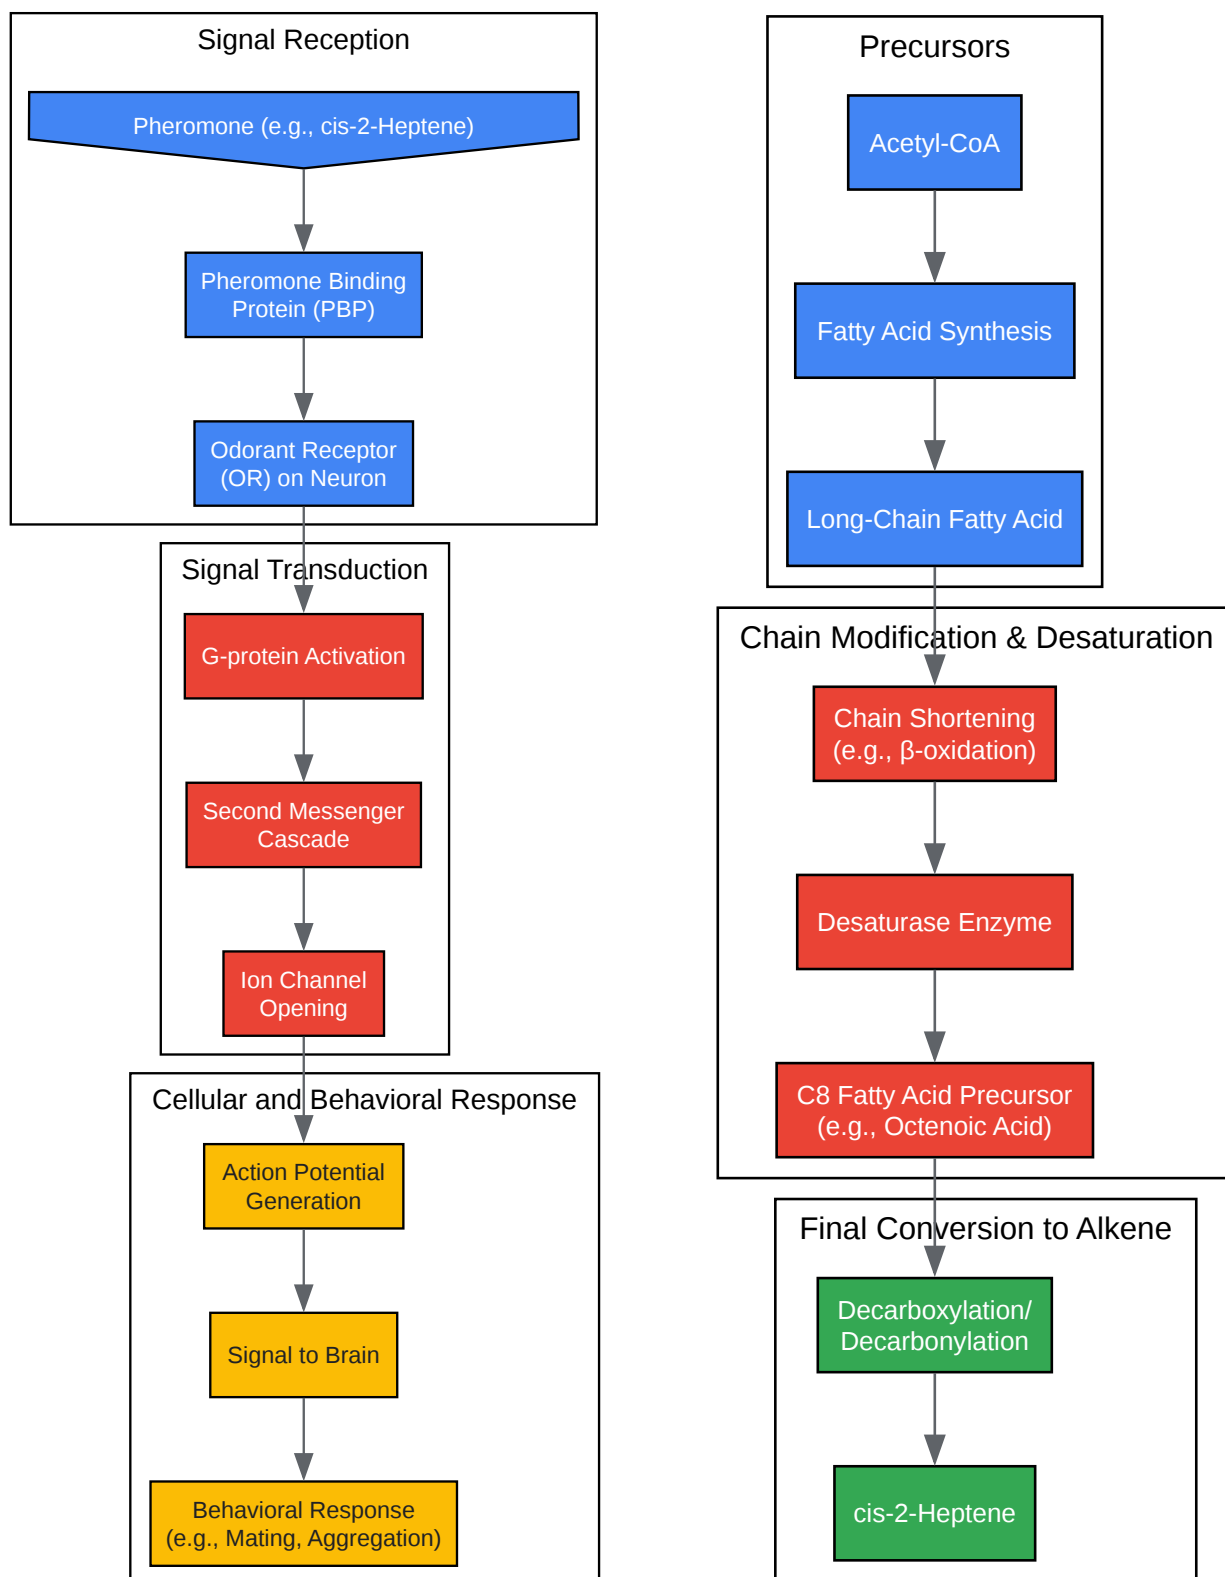 Signal Reception
Pheromone (e.g., cis-2-Heptene)
Pheromone Binding
Protein (PBP)
Odorant Receptor
(OR) on Neuron
Signal Transduction
G-protein Activation
Second Messenger
Cascade
Ion Channel
Opening
Cellular and Behavioral Response
Action Potential
Generation
Signal to Brain
Behavioral Response
(e.g., Mating, Aggregation)
Precursors
Acetyl-CoA
Fatty Acid Synthesis
Long-Chain Fatty Acid
Chain Modification & Desaturation
Chain Shortening
(e.g., β-oxidation)
Desaturase Enzyme
C8 Fatty Acid Precursor
(e.g., Octenoic Acid)
Final Conversion to Alkene
Decarboxylation/
Decarbonylation
cis-2-Heptene